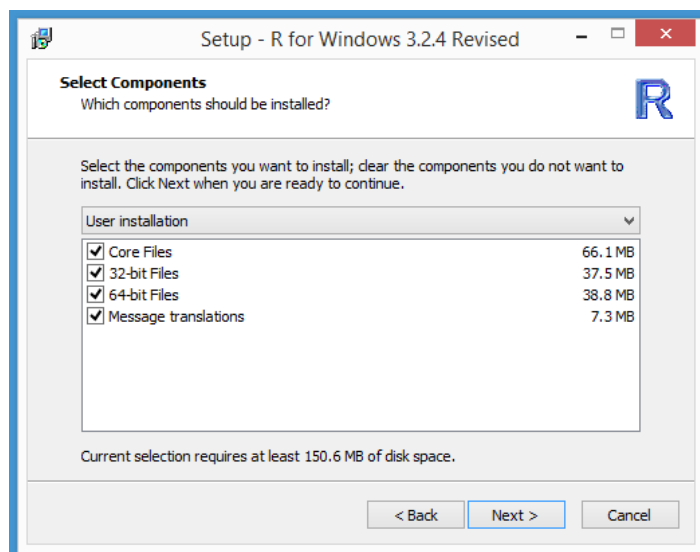 Setup - R for Windows 3.2.4 Revised
Select Components
Which components should be installed?
R
Select the components you want to install; clear the components you do not want to
install. Click Next when you are ready to continue.
User installation
Core Files 66.1 MB
32-bit Files 37.5 MB
64-bit Files 38.8 MB
Message translations 7.3 MB
Current selection requires at least 150.6 MB of disk space.
< Back Next > Cancel